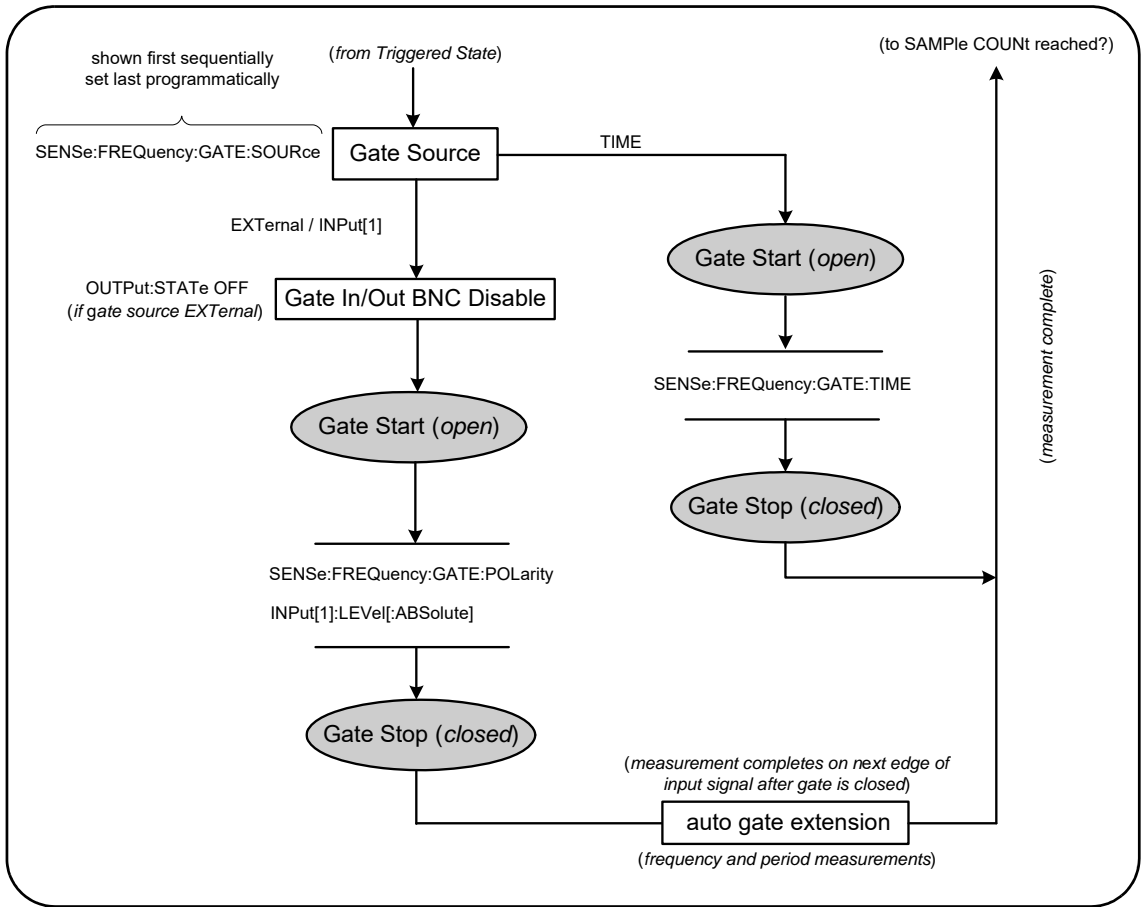 shown first sequentially
set last programmatically
(from Triggered State)
(to SAMPle COUNt reached?)
SENSe:FREQuency:GATE:SOURce
Gate Source
TIME
EXTernal / INPut[1]
Gate Start (open)
OUTPut:STATe OFF
(if gate source EXTernal)
Gate In/Out BNC Disable
SENSe:FREQuency:GATE:TIME
(measurement complete)
Gate Start (open)
Gate Stop (closed)
SENSe:FREQuency:GATE:POLarity
INPut[1]:LEVel[:ABSolute]
Gate Stop (closed)
(measurement completes on next edge of
input signal after gate is closed)
auto gate extension
(frequency and period measurements)